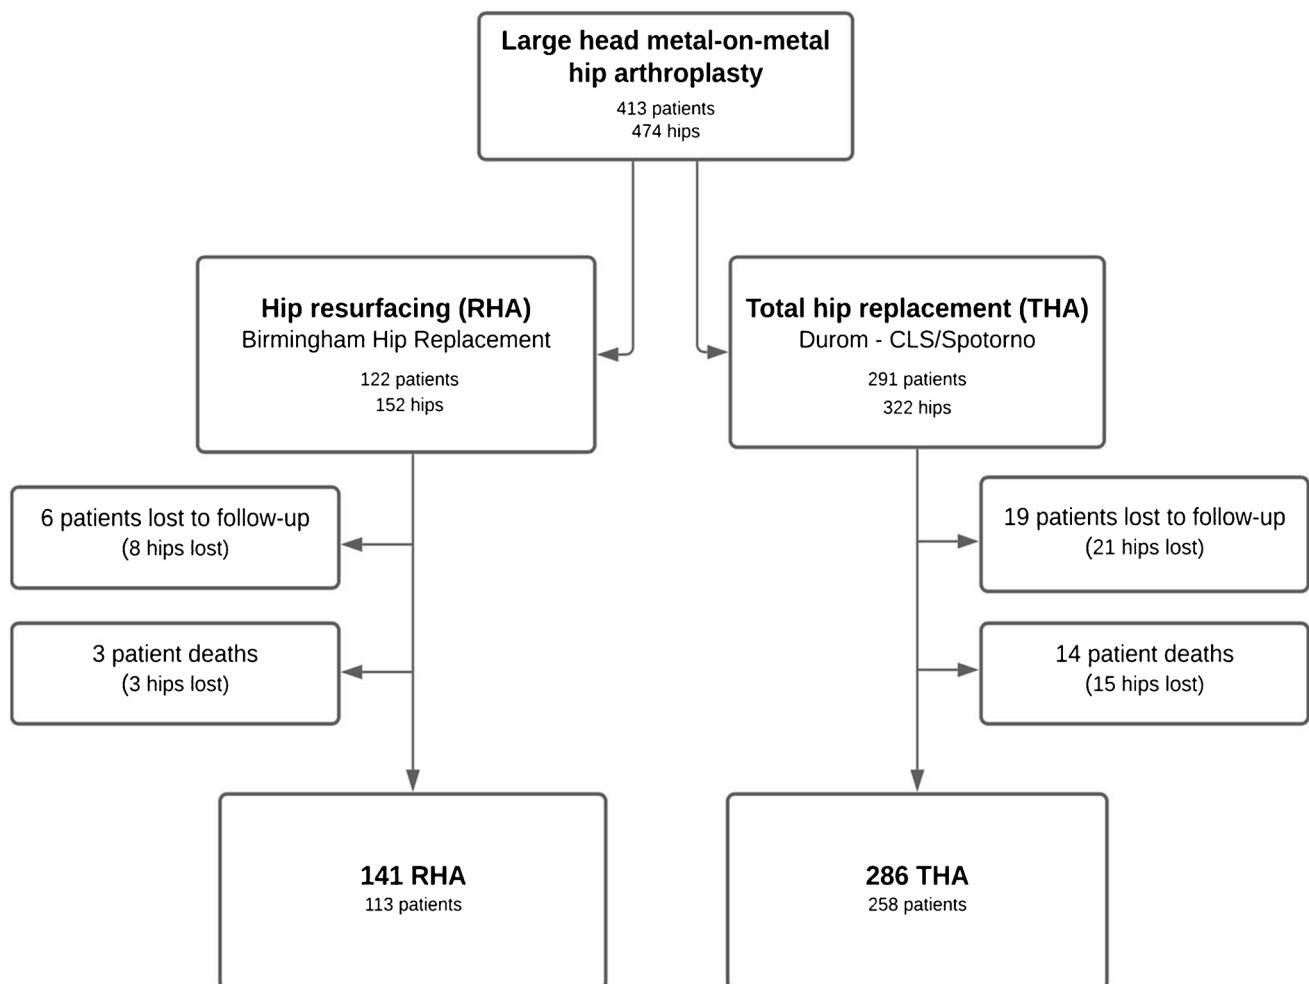 Large head metal-on-metal
hip arthroplasty
413 patients
474 hips
Hip resurfacing (RHA)
Birmingham Hip Replacement
122 patients
152 hips
Total hip replacement (THA)
Durom - CLS/Spotorno
291 patients
322 hips
6 patients lost to follow-up
(8 hips lost)
19 patients lost to follow-up
(21 hips lost)
3 patient deaths
(3 hips lost)
14 patient deaths
(15 hips lost)
141 RHA
113 patients
286 THA
258 patients